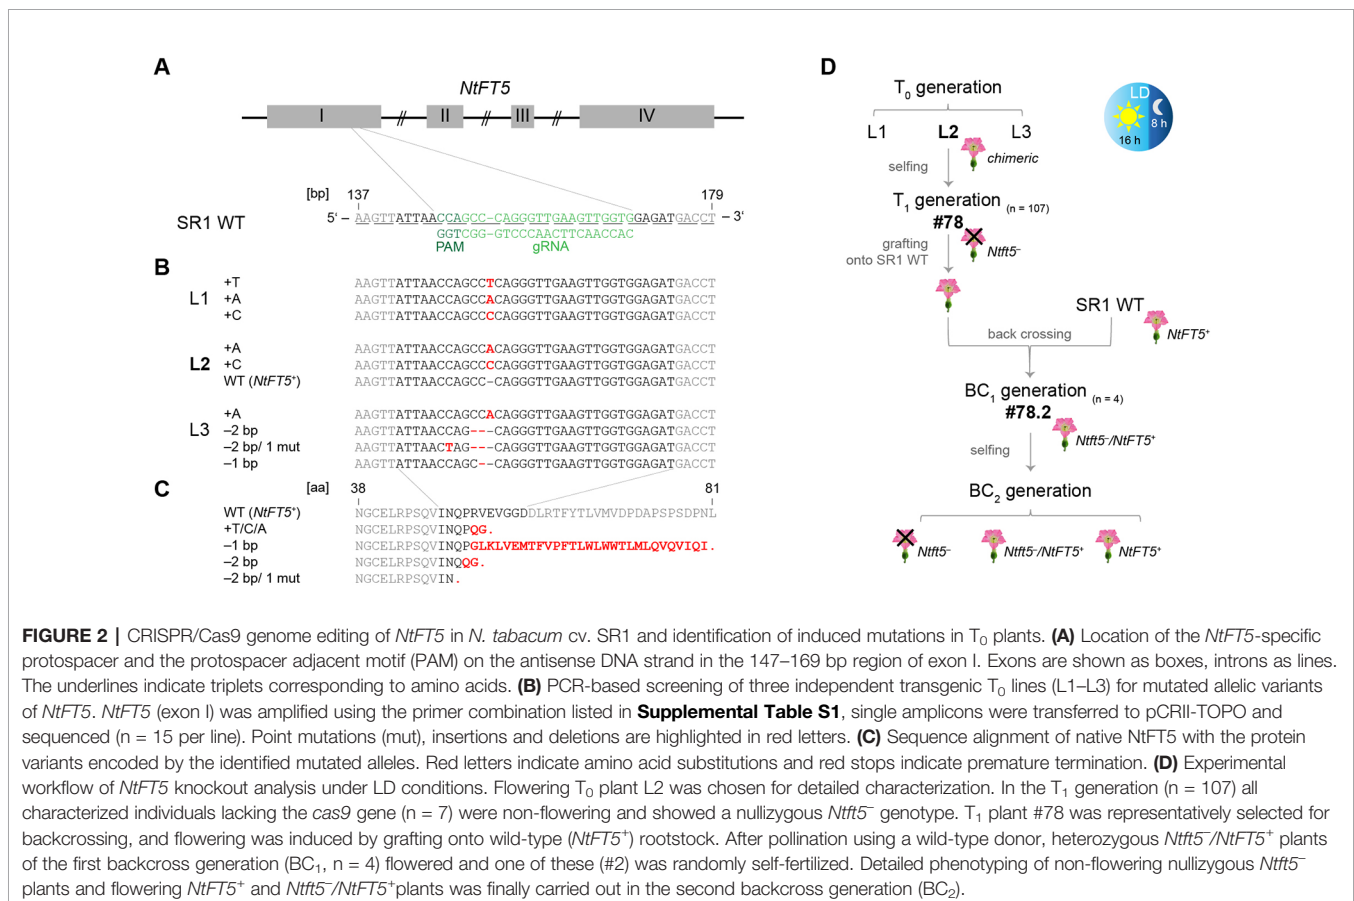 A
NtFT5
I
II
III
IV
[bp]
137
179
SR1 WT
5‘ – AAGTTATTAACCAGCC-CAGGGTTGAAGTTGGTGGAGATGACCT – 3‘
GGTCGG-GTCCCAACTTCAACCAC
PAM
gRNA
B
L1
+T AAGTTATTAACCAGCCTCAGGGTTGAAGTTGGTGGAGATGACCT
+A AAGTTATTAACCAGCCACAGGGTTGAAGTTGGTGGAGATGACCT
+C AAGTTATTAACCAGCCCCAGGGTTGAAGTTGGTGGAGATGACCT
L2
+A AAGTTATTAACCAGCCACAGGGTTGAAGTTGGTGGAGATGACCT
+C AAGTTATTAACCAGCCCCAGGGTTGAAGTTGGTGGAGATGACCT
WT (NtFT5+) AAGTTATTAACCAGCC-CAGGGTTGAAGTTGGTGGAGATGACCT
L3
+A AAGTTATTAACCAGCCACAGGGTTGAAGTTGGTGGAGATGACCT
–2 bp AAGTTATTAACCAG---CAGGGTTGAAGTTGGTGGAGATGACCT
–2 bp/ 1 mut AAGTTATTAACTAG---CAGGGTTGAAGTTGGTGGAGATGACCT
–1 bp AAGTTATTAACCAGC--CAGGGTTGAAGTTGGTGGAGATGACCT
C
[aa]
38
81
WT (NtFT5+) NGCELRPSQVINQPRVEVGGDDLRTFYTLVMVDPDAPSPSDPNL
+T/C/A NGCELRPSQVINQPQG.
–1 bp NGCELRPSQVINQPGLKLVEMTFVPFTLWLWWTLMLQVQVIQI.
–2 bp NGCELRPSQVINQQG.
–2 bp/ 1 mut NGCELRPSQVIN.
D
T0 generation
L1
L2
L3
chimeric
selfing
T1 generation (n = 107)
#78
Ntft5–
grafting
onto SR1 WT
LD
16 h
8 h
SR1 WT
NtFT5+
back crossing
BC1 generation (n = 4)
#78.2
Ntft5–/NtFT5+
selfing
BC2 generation
Ntft5–
Ntft5–/NtFT5+
NtFT5+
FIGURE 2 | CRISPR/Cas9 genome editing of NtFT5 in N. tabacum cv. SR1 and identification of induced mutations in T0 plants. (A) Location of the NtFT5-specific
protospacer and the protospacer adjacent motif (PAM) on the antisense DNA strand in the 147–169 bp region of exon I. Exons are shown as boxes, introns as lines.
The underlines indicate triplets corresponding to amino acids. (B) PCR-based screening of three independent transgenic T0 lines (L1–L3) for mutated allelic variants
of NtFT5. NtFT5 (exon I) was amplified using the primer combination listed in Supplemental Table S1, single amplicons were transferred to pCRII-TOPO and
sequenced (n = 15 per line). Point mutations (mut), insertions and deletions are highlighted in red letters. (C) Sequence alignment of native NtFT5 with the protein
variants encoded by the identified mutated alleles. Red letters indicate amino acid substitutions and red stops indicate premature termination. (D) Experimental
workflow of NtFT5 knockout analysis under LD conditions. Flowering T0 plant L2 was chosen for detailed characterization. In the T1 generation (n = 107) all
characterized individuals lacking the cas9 gene (n = 7) were non-flowering and showed a nullizygous Ntft5– genotype. T1 plant #78 was representatively selected for
backcrossing, and flowering was induced by grafting onto wild-type (NtFT5+) rootstock. After pollination using a wild-type donor, heterozygous Ntft5–/NtFT5+ plants
of the first backcross generation (BC1, n = 4) flowered and one of these (#2) was randomly self-fertilized. Detailed phenotyping of non-flowering nullizygous Ntft5–
plants and flowering NtFT5+ and Ntft5–/NtFT5+plants was finally carried out in the second backcross generation (BC2).